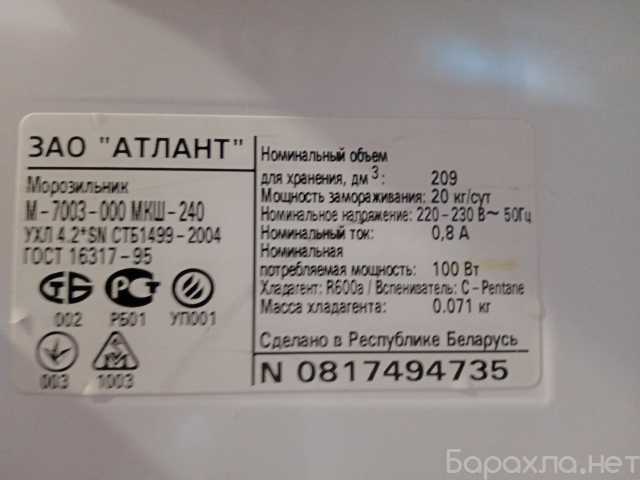 ЗАО "АТЛАНТ"
Морозильник
М-7003-000 МКШ-240
УХЛ 4.2*SN СТБ1499-2004
ГОСТ 16317-95
002 РБ01 УП001
003 1003
Номинальный объем
для хранения, дм³: 209
Мощность замораживания: 20 кг/сут
Номинальное напряжение: 220-230 В~ 50Гц
Номинальный ток: 0,8 А
Номинальная
потребляемая мощность: 100 Вт
Хладагент: R600a / Вспениватель: C-Pentane
Масса хладагента: 0.071 кг
Сделано в Республике Беларусь
N 0817494735
Барахла.нет